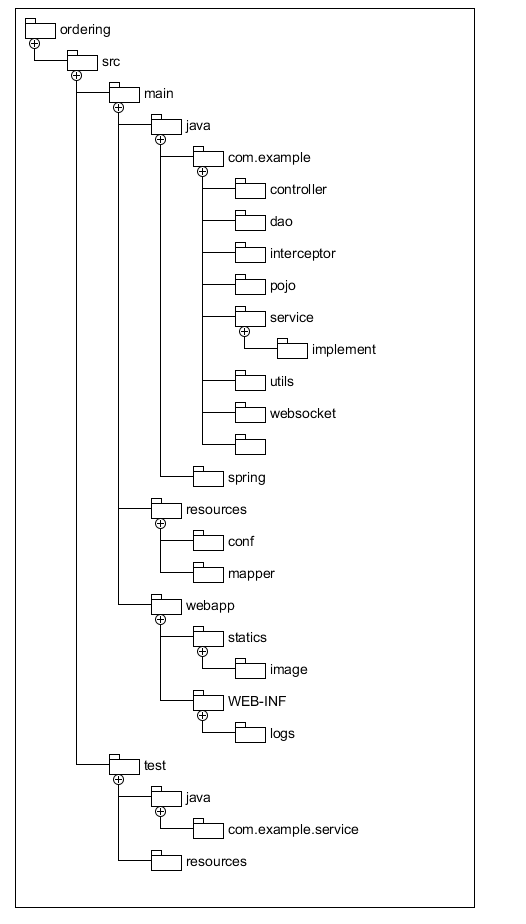 ordering
src
main
java
com.example
controller
dao
interceptor
pojo
service
implement
utils
websocket
spring
resources
conf
mapper
webapp
statics
image
WEB-INF
logs
test
java
com.example.service
resources